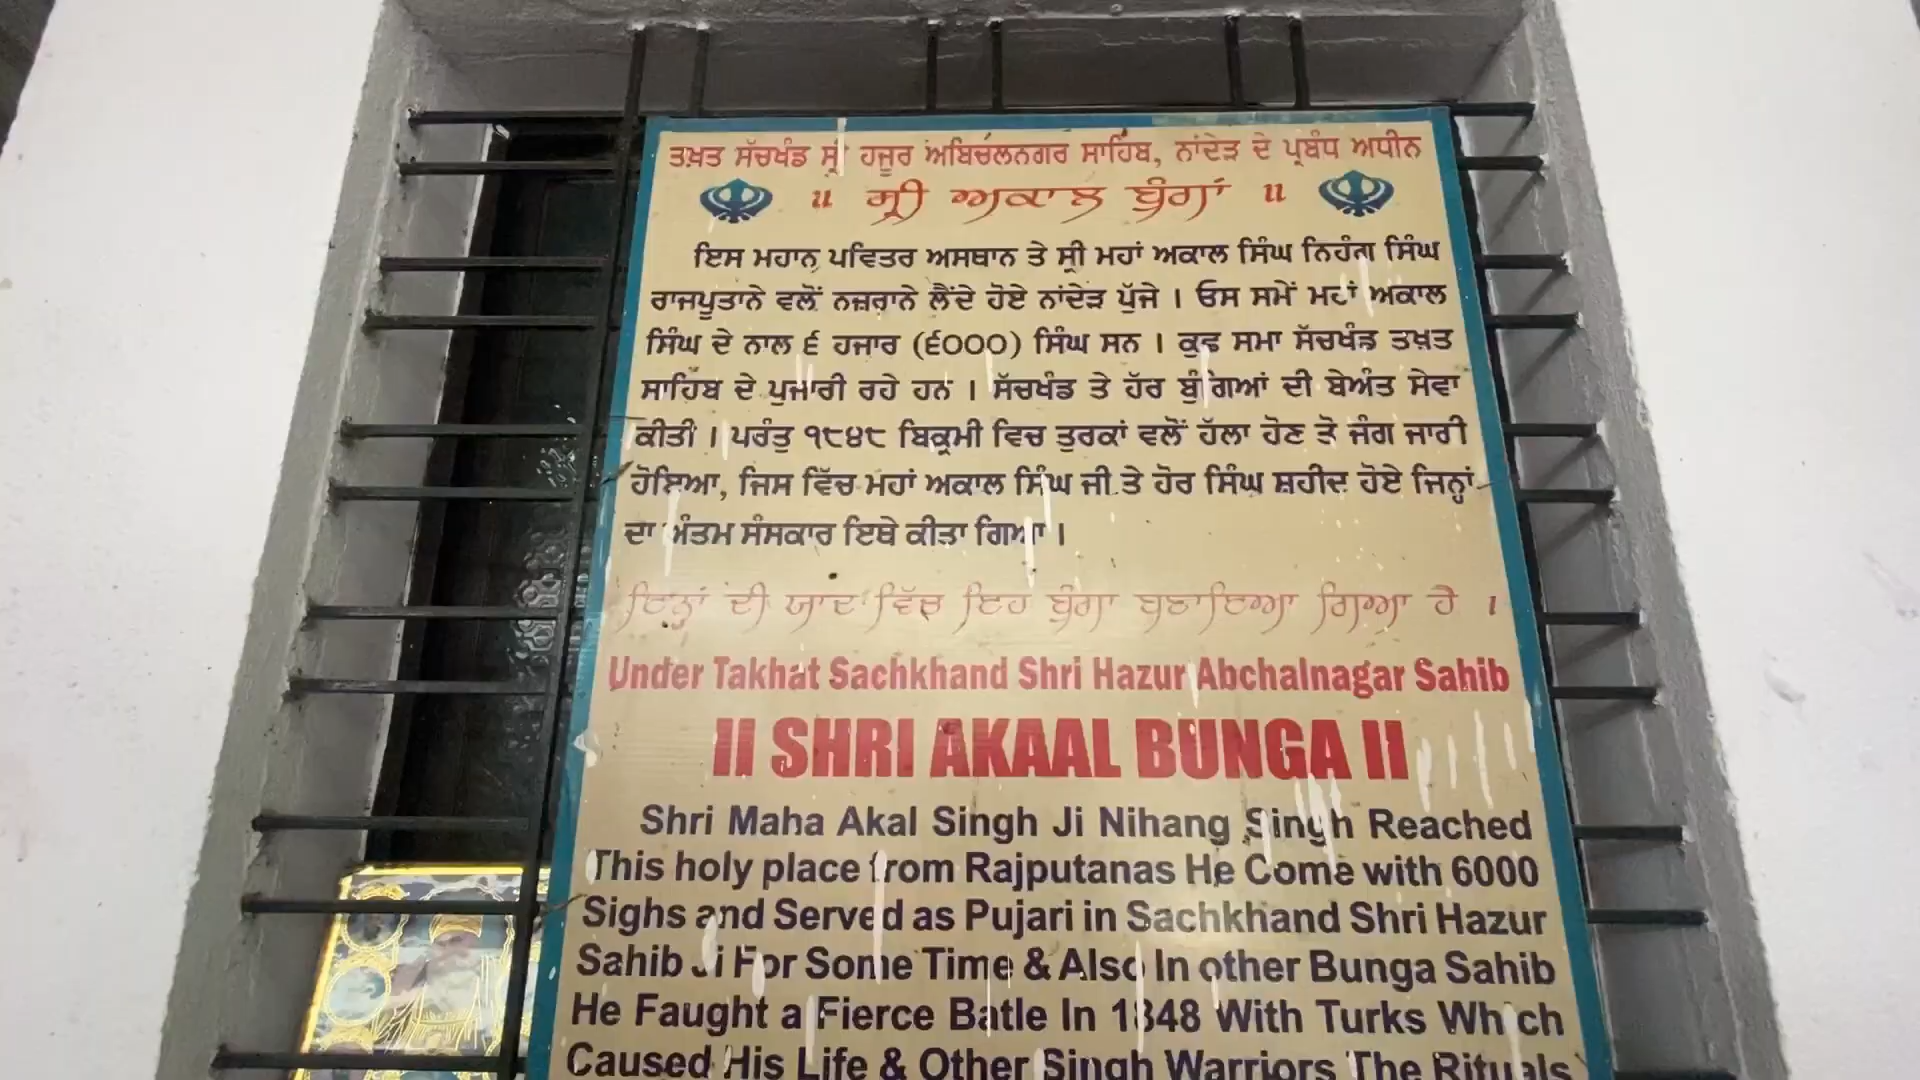 ਤਖ਼ਤ ਸੱਚਖੰਡ ਸ੍ਰੀ ਹਜੂਰ ਅਬਿਚਲਨਗਰ ਸਾਹਿਬ, ਨਾਂਦੇੜ ਦੇ ਪ੍ਰਬੰਧ ਅਧੀਨ
॥ ਸ੍ਰੀ ਅਕਾਲ ਬੁੰਗਾਂ ॥
ਇਸ ਮਹਾਨ ਪਵਿਤਰ ਅਸਥਾਨ ਤੇ ਸ੍ਰੀ ਮਹਾਂ ਅਕਾਲ ਸਿੰਘ ਨਿਹੰਗ ਸਿੰਘ
ਰਾਜਪੂਤਾਨੇ ਵਲੋਂ ਨਜ਼ਰਾਨੇ ਲੈਂਦੇ ਹੋਏ ਨਾਂਦੇੜ ਪੁੱਜੇ । ਓਸ ਸਮੇਂ ਮਹਾਂ ਅਕਾਲ
ਸਿੰਘ ਦੇ ਨਾਲ ੬ ਹਜਾਰ (੬੦੦੦) ਸਿੰਘ ਸਨ । ਕੁਛ ਸਮਾ ਸੱਚਖੰਡ ਤਖ਼ਤ
ਸਾਹਿਬ ਦੇ ਪੁਜਾਰੀ ਰਹੇ ਹਨ । ਸੱਚਖੰਡ ਤੇ ਹੱਰ ਬੁੰਗਿਆਂ ਦੀ ਬੇਅੰਤ ਸੇਵਾ
ਕੀਤੀ । ਪਰੰਤੂ ੧੮੪੮ ਬਿਕ੍ਰਮੀ ਵਿਚ ਤੁਰਕਾਂ ਵਲੋਂ ਹੱਲਾ ਹੋਣ ਤੋ ਜੰਗ ਜਾਰੀ
ਹੋਇਆ, ਜਿਸ ਵਿੱਚ ਮਹਾਂ ਅਕਾਲ ਸਿੰਘ ਜੀ ਤੇ ਹੋਰ ਸਿੰਘ ਸ਼ਹੀਦ ਹੋਏ ਜਿਨ੍ਹਾਂ
ਦਾ ਅੰਤਮ ਸੰਸਕਾਰ ਇਥੇ ਕੀਤਾ ਗਿਆ ।
ਇਨ੍ਹਾਂ ਦੀ ਯਾਦ ਵਿੱਚ ਇਹ ਬੁੰਗਾ ਬਣਾਇਆ ਗਿਆ ਹੈ ।
Under Takhat Sachkhand Shri Hazur Abchalnagar Sahib
II SHRI AKAAL BUNGA II
Shri Maha Akal Singh Ji Nihang Singh Reached
This holy place from Rajputanas He Come with 6000
Sighs and Served as Pujari in Sachkhand Shri Hazur
Sahib Ji For Some Time & Also In other Bunga Sahib
He Faught a Fierce Batle In 1848 With Turks Which
Caused His Life & Other Singh Warriors The Rituals